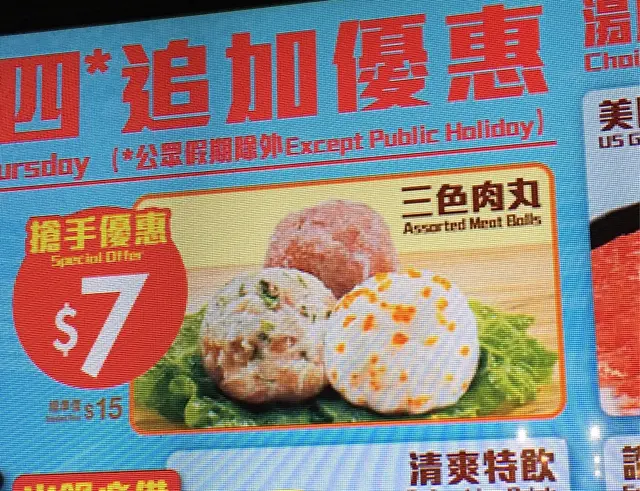 四*追加優惠
ursday (*公眾假期除外Except Public Holiday)
湯
Choi
搶手優惠
Special Offer
$7
$15
三色肉丸
Assorted Meat Balls
美
US G
清爽特飲